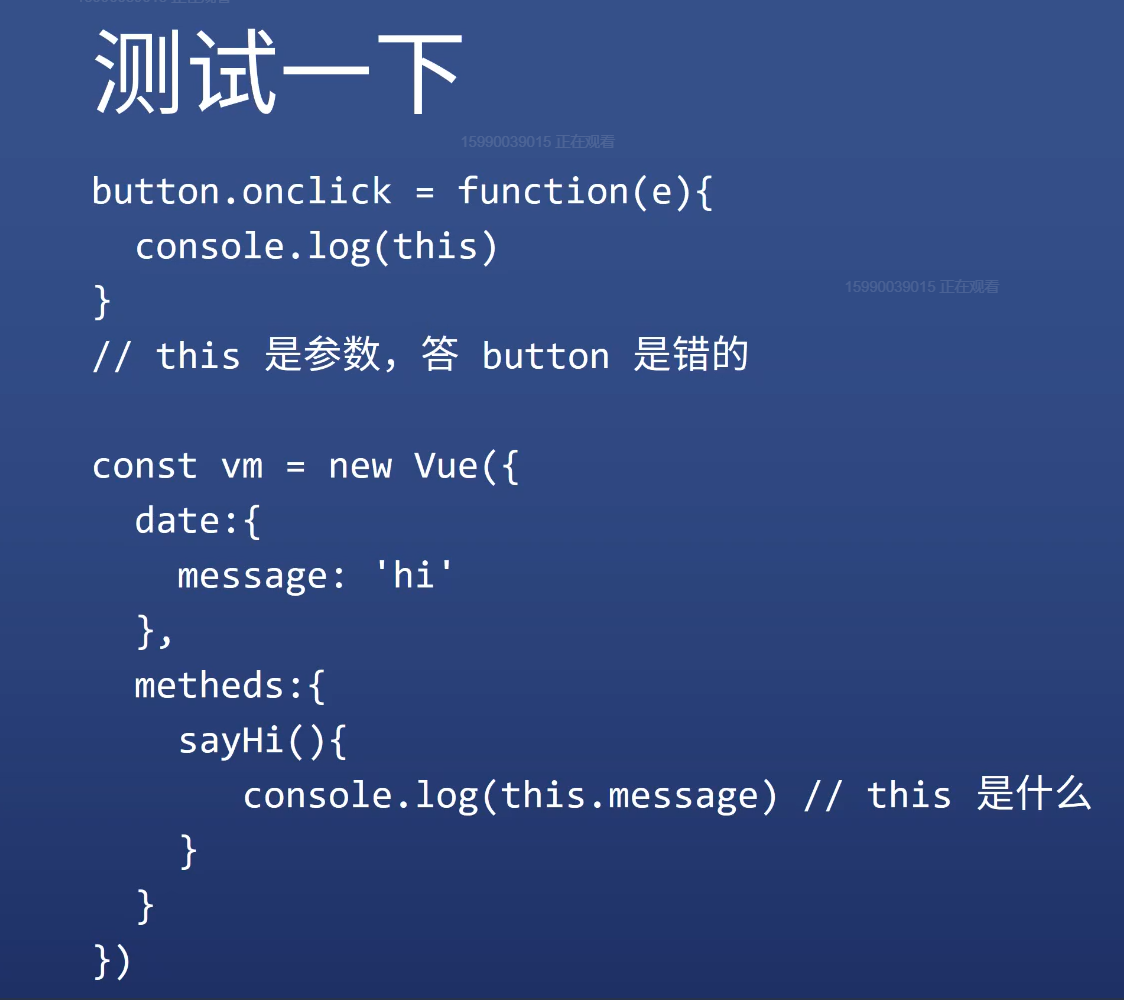 15990039015 正在观看
测试一下
15990039015 正在观看
button.onclick = function(e){
  console.log(this)
15990039015 正在观看
}
// this 是参数，答 button 是错的
const vm = new Vue({
  date:{
    message: 'hi'
  },
  metheds:{
    sayHi(){
       console.log(this.message) // this 是什么
    }
  }
})